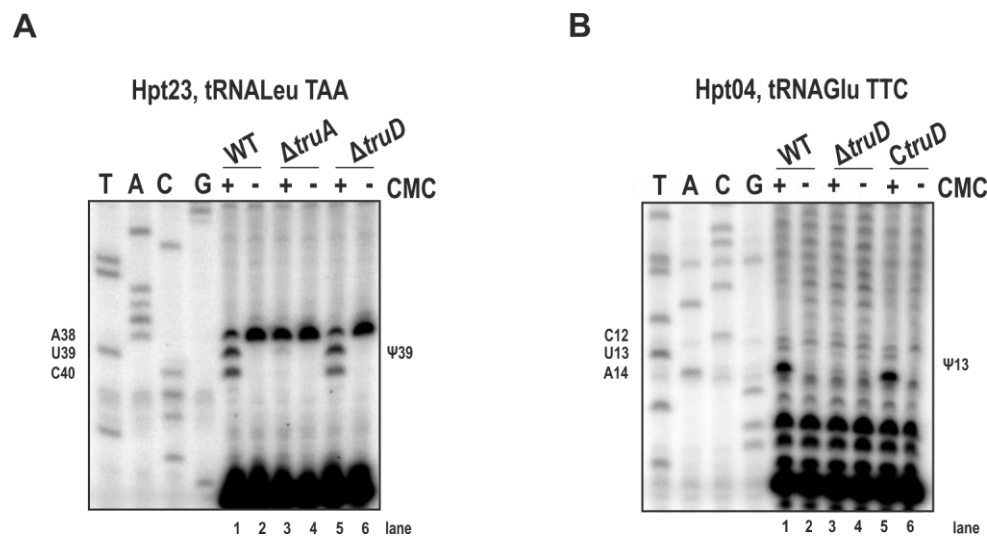 A
Hpt23, tRNALeu TAA
WT ΔtruA ΔtruD
T A C G + - + - + - CMC
A38
U39
C40
Ψ39
1 2 3 4 5 6 lane
B
Hpt04, tRNAGlu TTC
WT ΔtruD CtruD
T A C G + - + - + - CMC
C12
U13
A14
Ψ13
1 2 3 4 5 6 lane